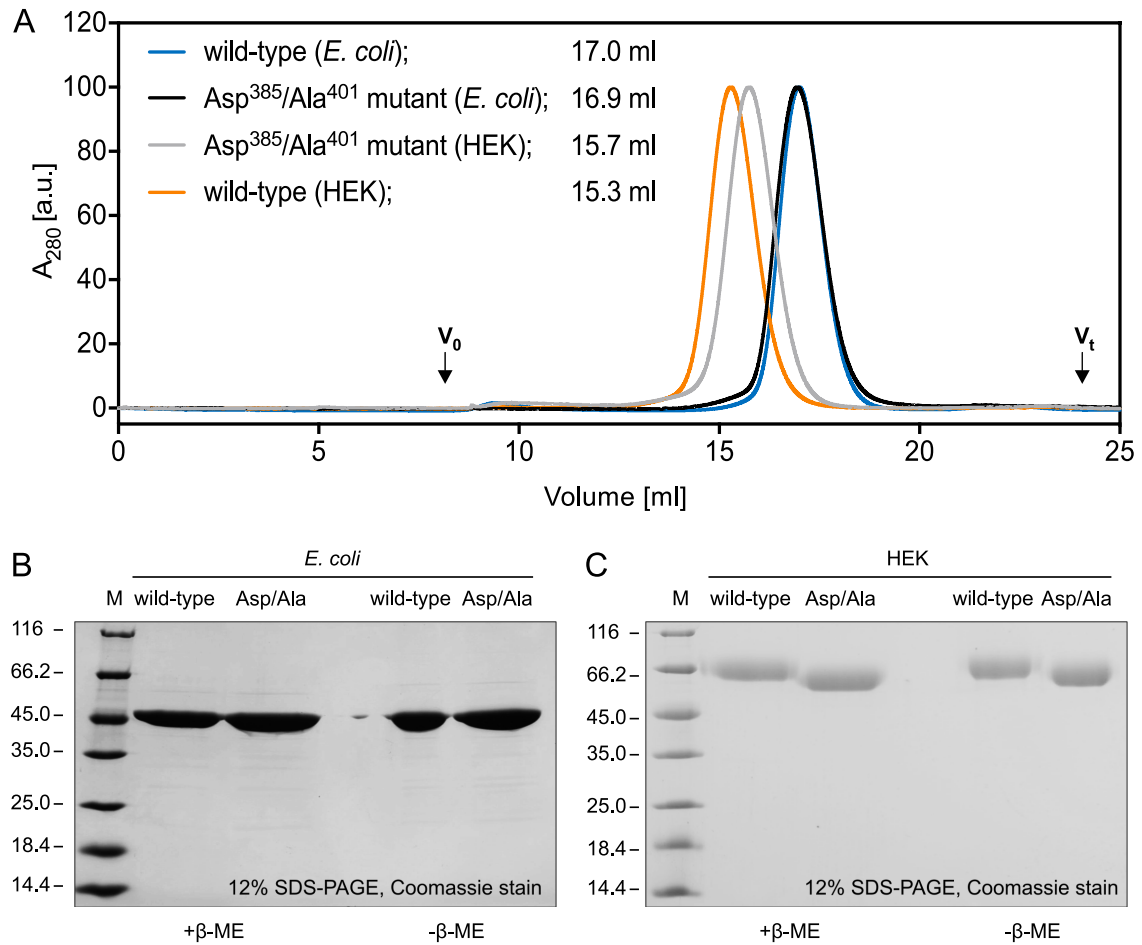 A
120
100
80
60
40
20
0
A280 [a.u.]
wild-type (E. coli); 17.0 ml
Asp385/Ala401 mutant (E. coli); 16.9 ml
Asp385/Ala401 mutant (HEK); 15.7 ml
wild-type (HEK); 15.3 ml
V0
Vt
0 5 10 15 20 25
Volume [ml]
B
E. coli
M wild-type Asp/Ala wild-type Asp/Ala
116 –
66.2 –
45.0 –
35.0 –
25.0 –
18.4 –
14.4 –
12% SDS-PAGE, Coomassie stain
+β-ME -β-ME
C
HEK
M wild-type Asp/Ala wild-type Asp/Ala
116 –
66.2 –
45.0 –
35.0 –
25.0 –
18.4 –
14.4 –
12% SDS-PAGE, Coomassie stain
+β-ME -β-ME